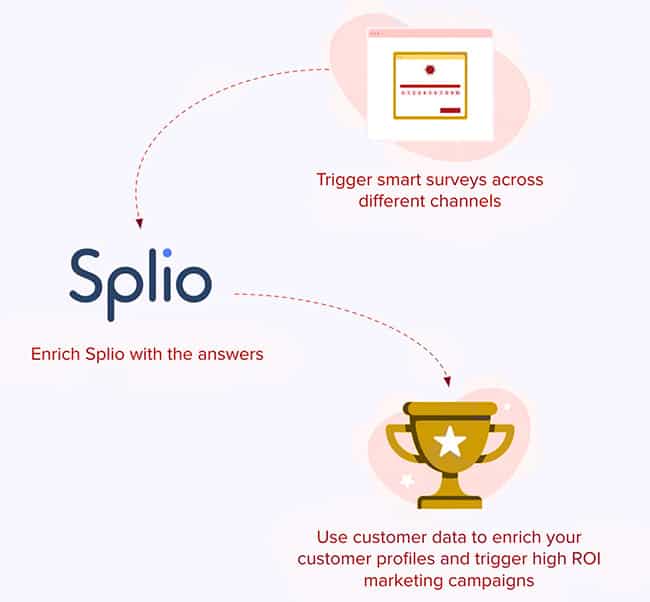 Trigger smart surveys across
different channels
Splio
Enrich Splio with the answers
Use customer data to enrich your
customer profiles and trigger high ROI
marketing campaigns